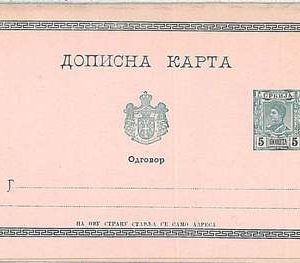 ДОПИСНА КАРТА
СРБИЈА
5 ПАРА 5
Одговор
Ј
НА ОВУ СТРАНУ СТАВЉА СЕ САМО АДРЕСА